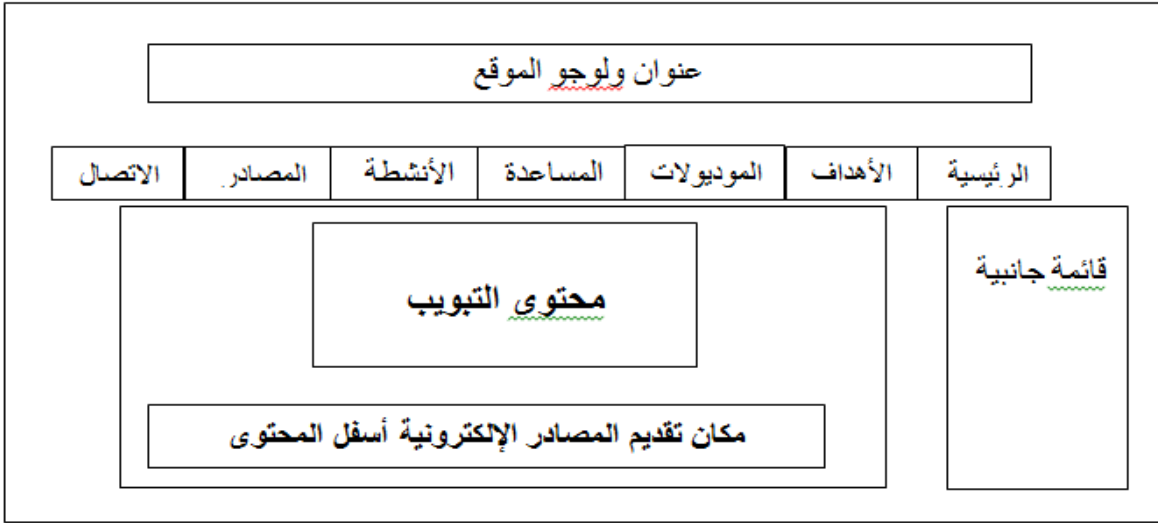 عنوان ولوجو الموقع
الرئيسية الأهداف الموديولات المساعدة الأنشطة المصادر الاتصال
قائمة جانبية
محتوى التبويب
مكان تقديم المصادر الإلكترونية أسفل المحتوى